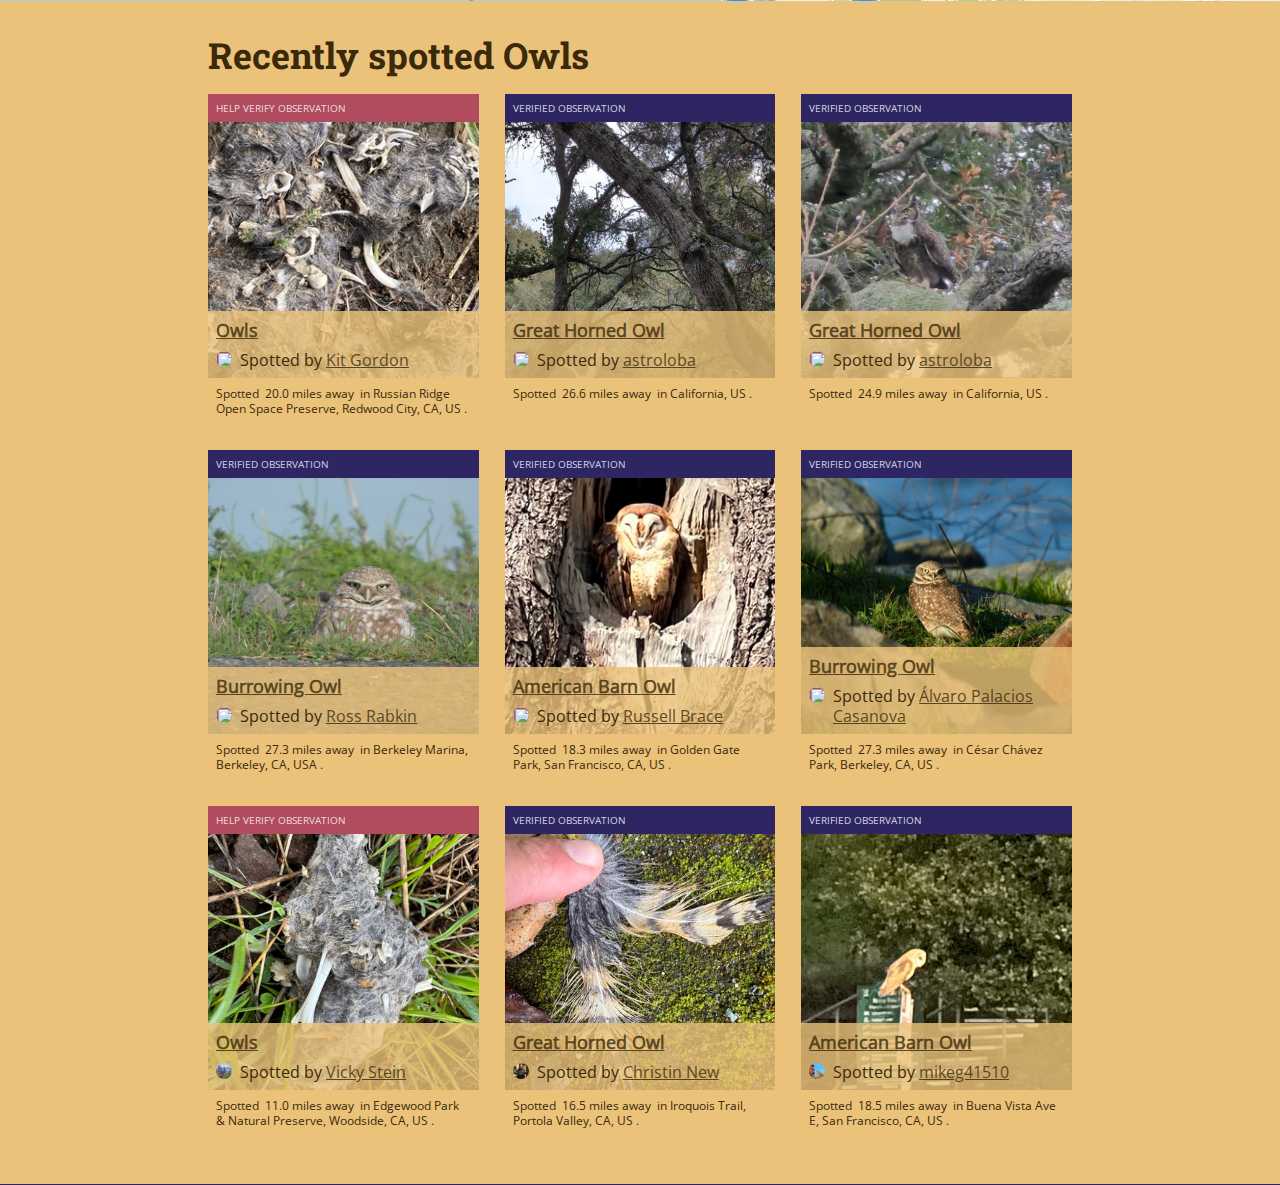 Recently spotted Owls
HELP VERIFY OBSERVATION
Owls
Spotted by Kit Gordon
Spotted 20.0 miles away in Russian Ridge
Open Space Preserve, Redwood City, CA, US .
VERIFIED OBSERVATION
Great Horned Owl
Spotted by astroloba
Spotted 26.6 miles away in California, US .
VERIFIED OBSERVATION
Great Horned Owl
Spotted by astroloba
Spotted 24.9 miles away in California, US .
VERIFIED OBSERVATION
Burrowing Owl
Spotted by Ross Rabkin
Spotted 27.3 miles away in Berkeley Marina,
Berkeley, CA, USA .
VERIFIED OBSERVATION
American Barn Owl
Spotted by Russell Brace
Spotted 18.3 miles away in Golden Gate
Park, San Francisco, CA, US .
VERIFIED OBSERVATION
Burrowing Owl
Spotted by Álvaro Palacios
Casanova
Spotted 27.3 miles away in César Chávez
Park, Berkeley, CA, US .
HELP VERIFY OBSERVATION
Owls
Spotted by Vicky Stein
Spotted 11.0 miles away in Edgewood Park
& Natural Preserve, Woodside, CA, US .
VERIFIED OBSERVATION
Great Horned Owl
Spotted by Christin New
Spotted 16.5 miles away in Iroquois Trail,
Portola Valley, CA, US .
VERIFIED OBSERVATION
American Barn Owl
Spotted by mikeg41510
Spotted 18.5 miles away in Buena Vista Ave
E, San Francisco, CA, US .